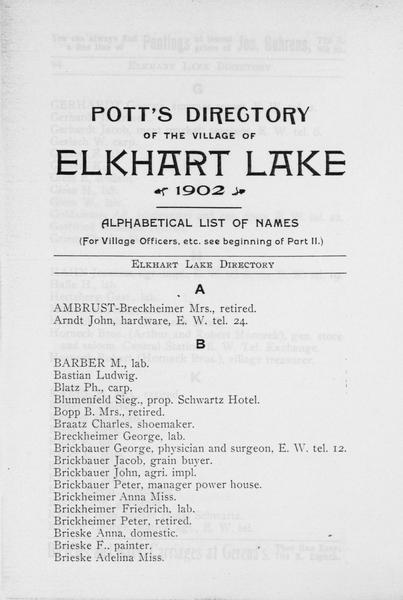 POTT'S DIRECTORY
OF THE VILLAGE OF
ELKHART LAKE
1902
ALPHABETICAL LIST OF NAMES
(For Village Officers, etc. see beginning of Part II.)
ELKHART LAKE DIRECTORY
A
AMBRUST-Breckheimer Mrs., retired.
Arndt John, hardware, E. W. tel. 24.
B
BARBER M., lab.
Bastian Ludwig.
Blatz Ph., carp.
Blumenfeld Sieg., prop. Schwartz Hotel.
Bopp B. Mrs., retired.
Braatz Charles, shoemaker.
Breckheimer George, lab.
Brickbauer George, physician and surgeon, E. W. tel. 12.
Brickbauer Jacob, grain buyer.
Brickbauer John, agri. impl.
Brickbauer Peter, manager power house.
Brickheimer Anna Miss.
Brickheimer Friedrich, lab.
Brickheimer Peter, retired.
Brieske Anna, domestic.
Brieske F., painter.
Brieske Adelina Miss.